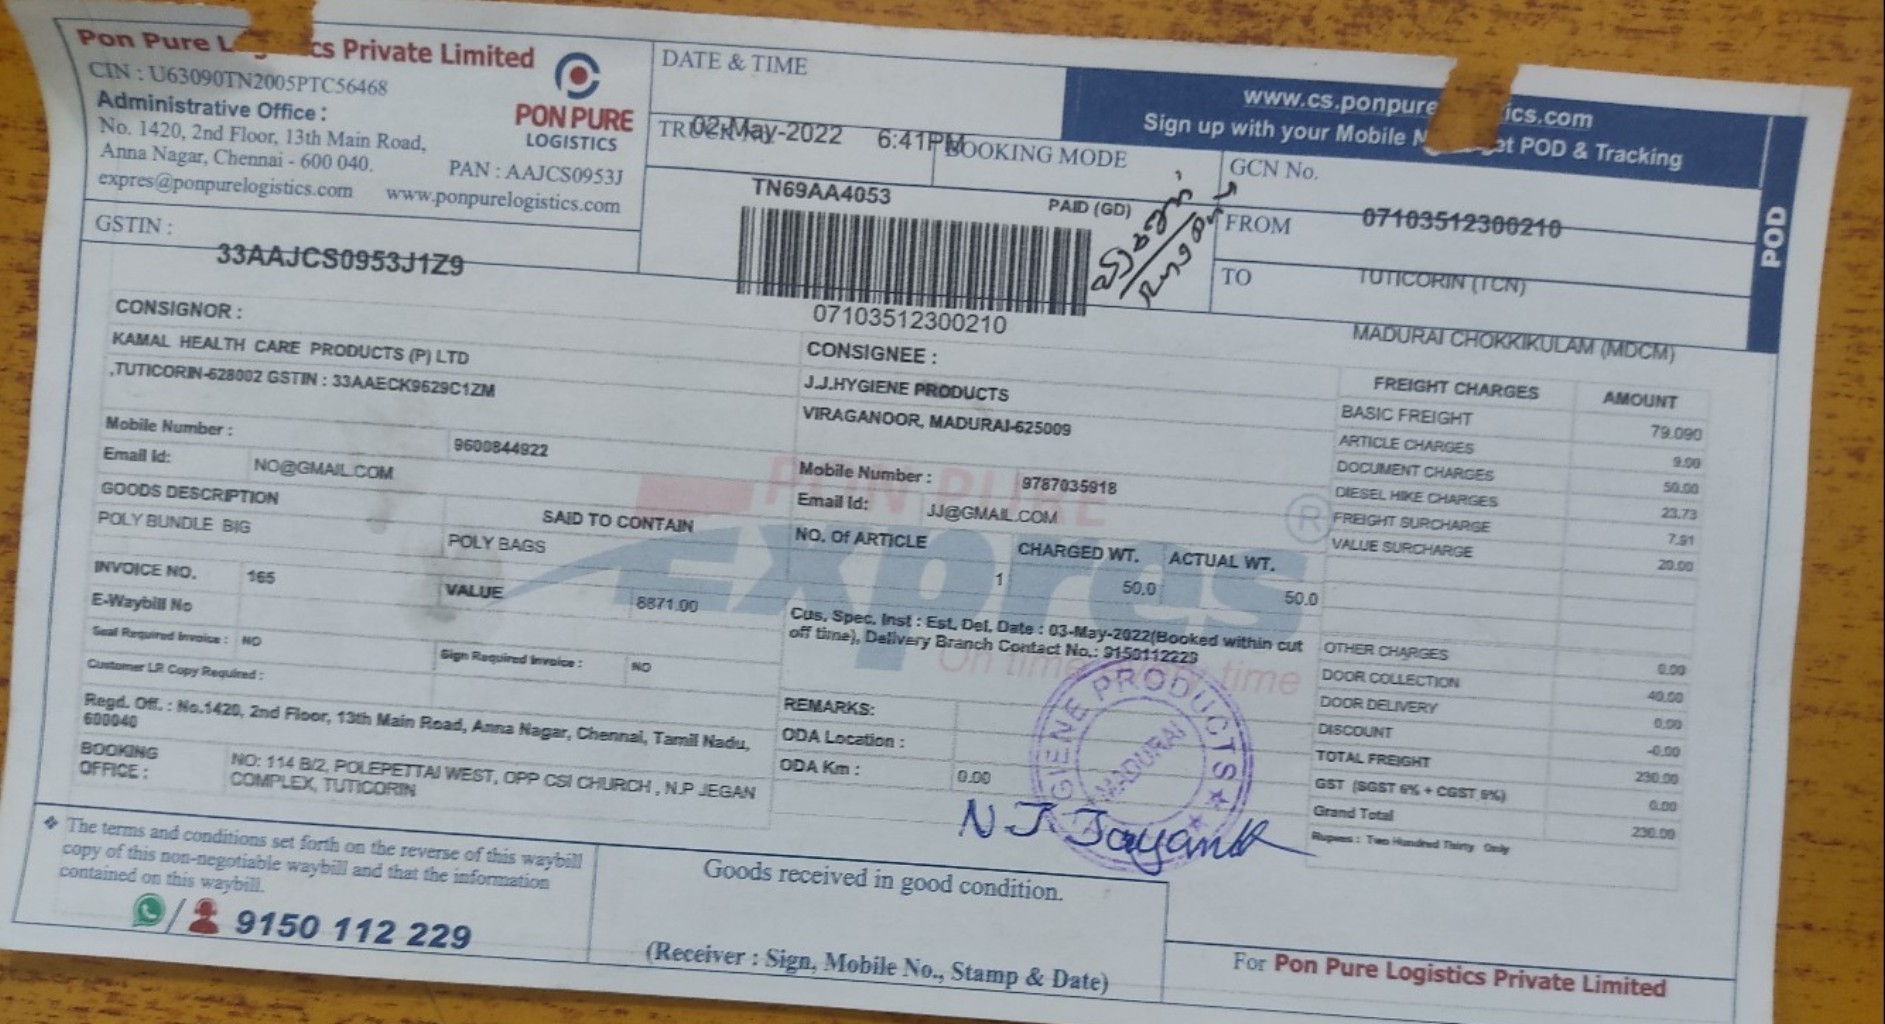 Pon Pure L cs Private Limited
CIN : U63090TN2005PTC56468
Administrative Office :
No. 1420, 2nd Floor, 13th Main Road,
Anna Nagar, Chennai - 600 040.
PAN : AAJCS0953J
expres@ponpurelogistics.com www.ponpurelogistics.com
PON PURE
LOGISTICS
GSTIN :
33AAJCS0953J1Z9
DATE & TIME
02-May-2022 6:41PM
BOOKING MODE
TN69AA4053
PAID (GD)
07103512300210
www.cs.ponpure ics.com
Sign up with your Mobile N et POD & Tracking
POD
GCN No.
07103512300210
FROM
TUTICORIN (TCN)
TO
MADURAI CHOKKIKULAM (MDCM)
CONSIGNOR :
KAMAL HEALTH CARE PRODUCTS (P) LTD
,TUTICORIN-628002 GSTIN : 33AAECK9629C1ZM
Mobile Number : 9600844922
Email Id: NO@GMAIL.COM
CONSIGNEE :
J.J.HYGIENE PRODUCTS
VIRAGANOOR, MADURAI-625009
Mobile Number : 9787035918
Email Id: JJ@GMAIL.COM
GOODS DESCRIPTION SAID TO CONTAIN
POLY BUNDLE BIG POLY BAGS
NO. Of ARTICLE CHARGED WT. ACTUAL WT.
1 50.0 50.0
INVOICE NO. 165 VALUE 8871.00
E-Waybill No
Seal Required Invoice : NO Sign Required Invoice : NO
Customer LR Copy Required :
Cus. Spec. Inst : Est. Del. Date : 03-May-2022(Booked within cut
off time), Delivery Branch Contact No.: 9150112229
Regd. Off. : No.1420, 2nd Floor, 13th Main Road, Anna Nagar, Chennai, Tamil Nadu,
600040
BOOKING
OFFICE :
NO: 114 B/2, POLEPETTAI WEST, OPP CSI CHURCH , N.P JEGAN
COMPLEX, TUTICORIN
REMARKS:
ODA Location :
ODA Km : 0.00
FREIGHT CHARGES AMOUNT
BASIC FREIGHT 79.090
ARTICLE CHARGES 9.00
DOCUMENT CHARGES 50.00
DIESEL HIKE CHARGES 23.73
FREIGHT SURCHARGE 7.91
VALUE SURCHARGE 20.00
OTHER CHARGES 0.00
DOOR COLLECTION 40.00
DOOR DELIVERY 0.00
DISCOUNT -0.00
TOTAL FREIGHT 230.00
GST (SGST 6% + CGST 6%) 0.00
Grand Total 230.00
Rupees : Two Hundred Thirty Only
PON PURE
Expres ®
On time time
GIENE PRODUCTS
MADURAI
❖ The terms and conditions set forth on the reverse of this waybill
copy of this non-negotiable waybill and that the information
contained on this waybill.
/ 9150 112 229
Goods received in good condition.
(Receiver : Sign, Mobile No., Stamp & Date)
For Pon Pure Logistics Private Limited